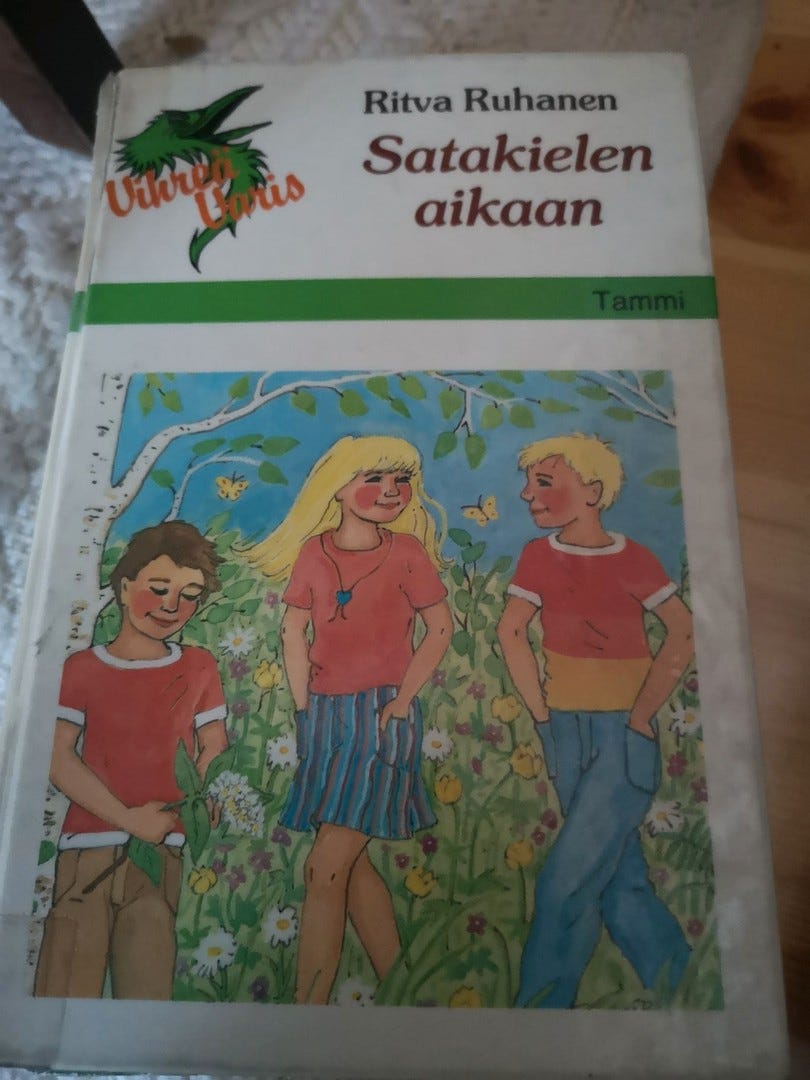 Vihreä
Varis
Ritva Ruhanen
Satakielen
aikaan
Tammi